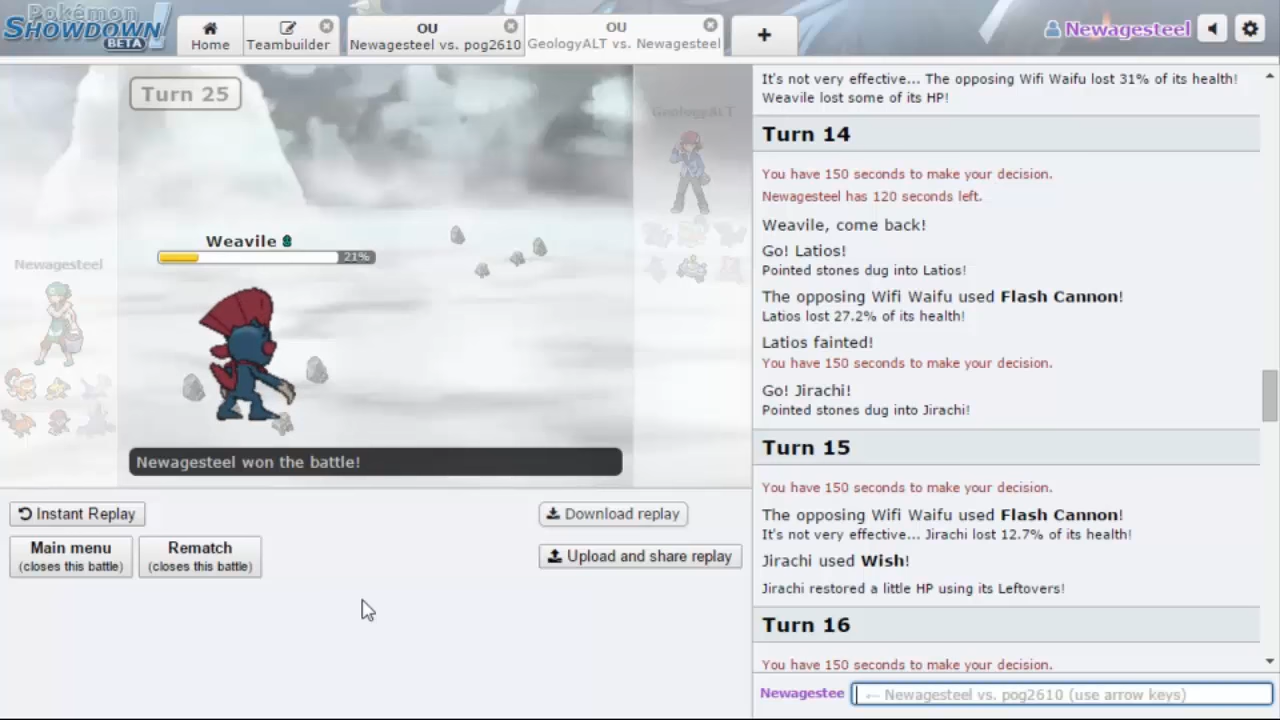 Pokémon
SHOWDOWN!
BETA
Home
Teambuilder
OU
Newagesteel vs. pog2610
OU
GeologyALT vs. Newagesteel
+
Newagesteel
Turn 25
GeologyALT
Weavile
21%
Newagesteel
Newagesteel won the battle!
Instant Replay
Download replay
Main menu
(closes this battle)
Rematch
(closes this battle)
Upload and share replay
It's not very effective... The opposing Wifi Waifu lost 31% of its health!
Weavile lost some of its HP!
Turn 14
You have 150 seconds to make your decision.
Newagesteel has 120 seconds left.
Weavile, come back!
Go! Latios!
Pointed stones dug into Latios!
The opposing Wifi Waifu used Flash Cannon!
Latios lost 27.2% of its health!
Latios fainted!
You have 150 seconds to make your decision.
Go! Jirachi!
Pointed stones dug into Jirachi!
Turn 15
You have 150 seconds to make your decision.
The opposing Wifi Waifu used Flash Cannon!
It's not very effective... Jirachi lost 12.7% of its health!
Jirachi used Wish!
Jirachi restored a little HP using its Leftovers!
Turn 16
You have 150 seconds to make your decision.
Newagestee
← Newagesteel vs. pog2610 (use arrow keys)